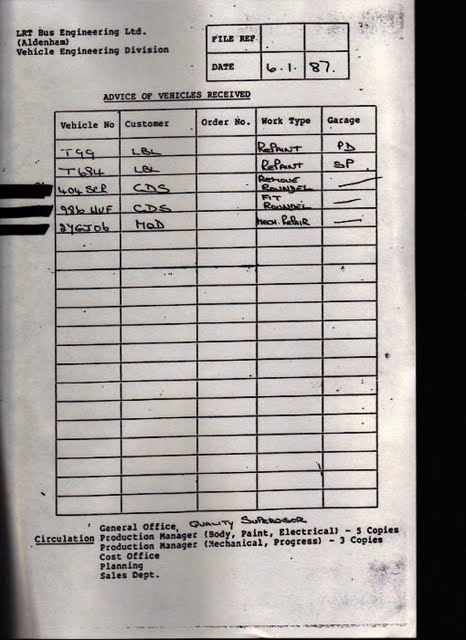 LRT Bus Engineering Ltd.
(Aldenham)
Vehicle Engineering Division
FILE REF
DATE 6.1.87.
ADVICE OF VEHICLES RECEIVED
Vehicle No Customer Order No. Work Type Garage
T99 LBL REPAINT PD
T684 LBL REPAINT SP
404 SCR CDS REMOVE ROUNDEL
986 HUF CDS FIT ROUNDEL
MOD MECH. REPAIR
General Office, QUALITY SUPERVISOR
Circulation Production Manager (Body, Paint, Electrical) - 5 Copies
Production Manager (Mechanical, Progress) - 3 Copies
Cost Office
Planning
Sales Dept.